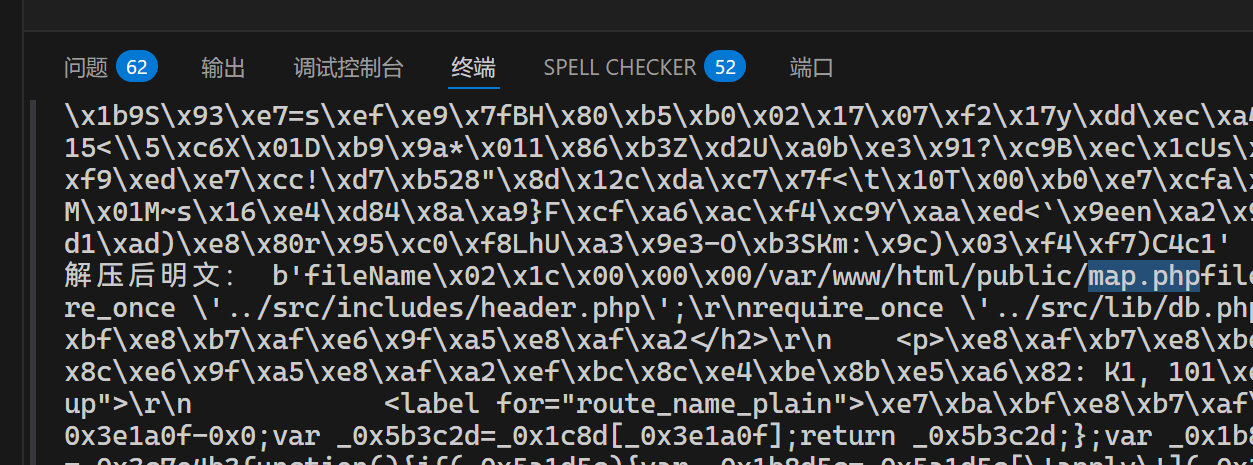 问题 62 输出 调试控制台 终端 SPELL CHECKER 52 端口
\x1b9S\x93\xe7=s\xef\xe9\x7fBH\x80\xb5\xb0\x02\x17\x07\xf2\x17y\xdd\xec\xa4
15<\\5\xc6X\x01D\xb9\x9a*\x011\x86\xb3Z\xd2U\xa0b\xe3\x91?\xc9B\xec\x1cUs\x
xf9\xed\xe7\xcc!\xd7\xb528"\x8d\x12c\xda\xc7\x7f<\t\x10T\x00\xb0\xe7\xcfa\x
M\x01M~s\x16\xe4\xd84\x8a\xa9}F\xcf\xa6\xac\xf4\xc9Y\xaa\xed<`\x9een\xa2\x9
d1\xad)\xe8\x80r\x95\xc0\xf8LhU\xa3\x9e3-O\xb3SKm:\x9c)\x03\xf4\xf7)C4c1'
解压后明文： b'fileName\x02\x1c\x00\x00\x00/var/www/html/public/map.phpfile
re_once \'../src/includes/header.php\';\r\nrequire_once \'../src/lib/db.php
xbf\xe8\xb7\xaf\xe6\x9f\xa5\xe8\xaf\xa2</h2>\r\n    <p>\xe8\xaf\xb7\xe8\xbe
x8c\xe6\x9f\xa5\xe8\xaf\xa2\xef\xbc\x8c\xe4\xbe\x8b\xe5\xa6\x82: K1, 101\xe
up">\r\n            <label for="route_name_plain">\xe7\xba\xbf\xe8\xb7\xaf\
0x3e1a0f-0x0;var _0x5b3c2d=_0x1c8d[_0x3e1a0f];return _0x5b3c2d;};var _0x1b8